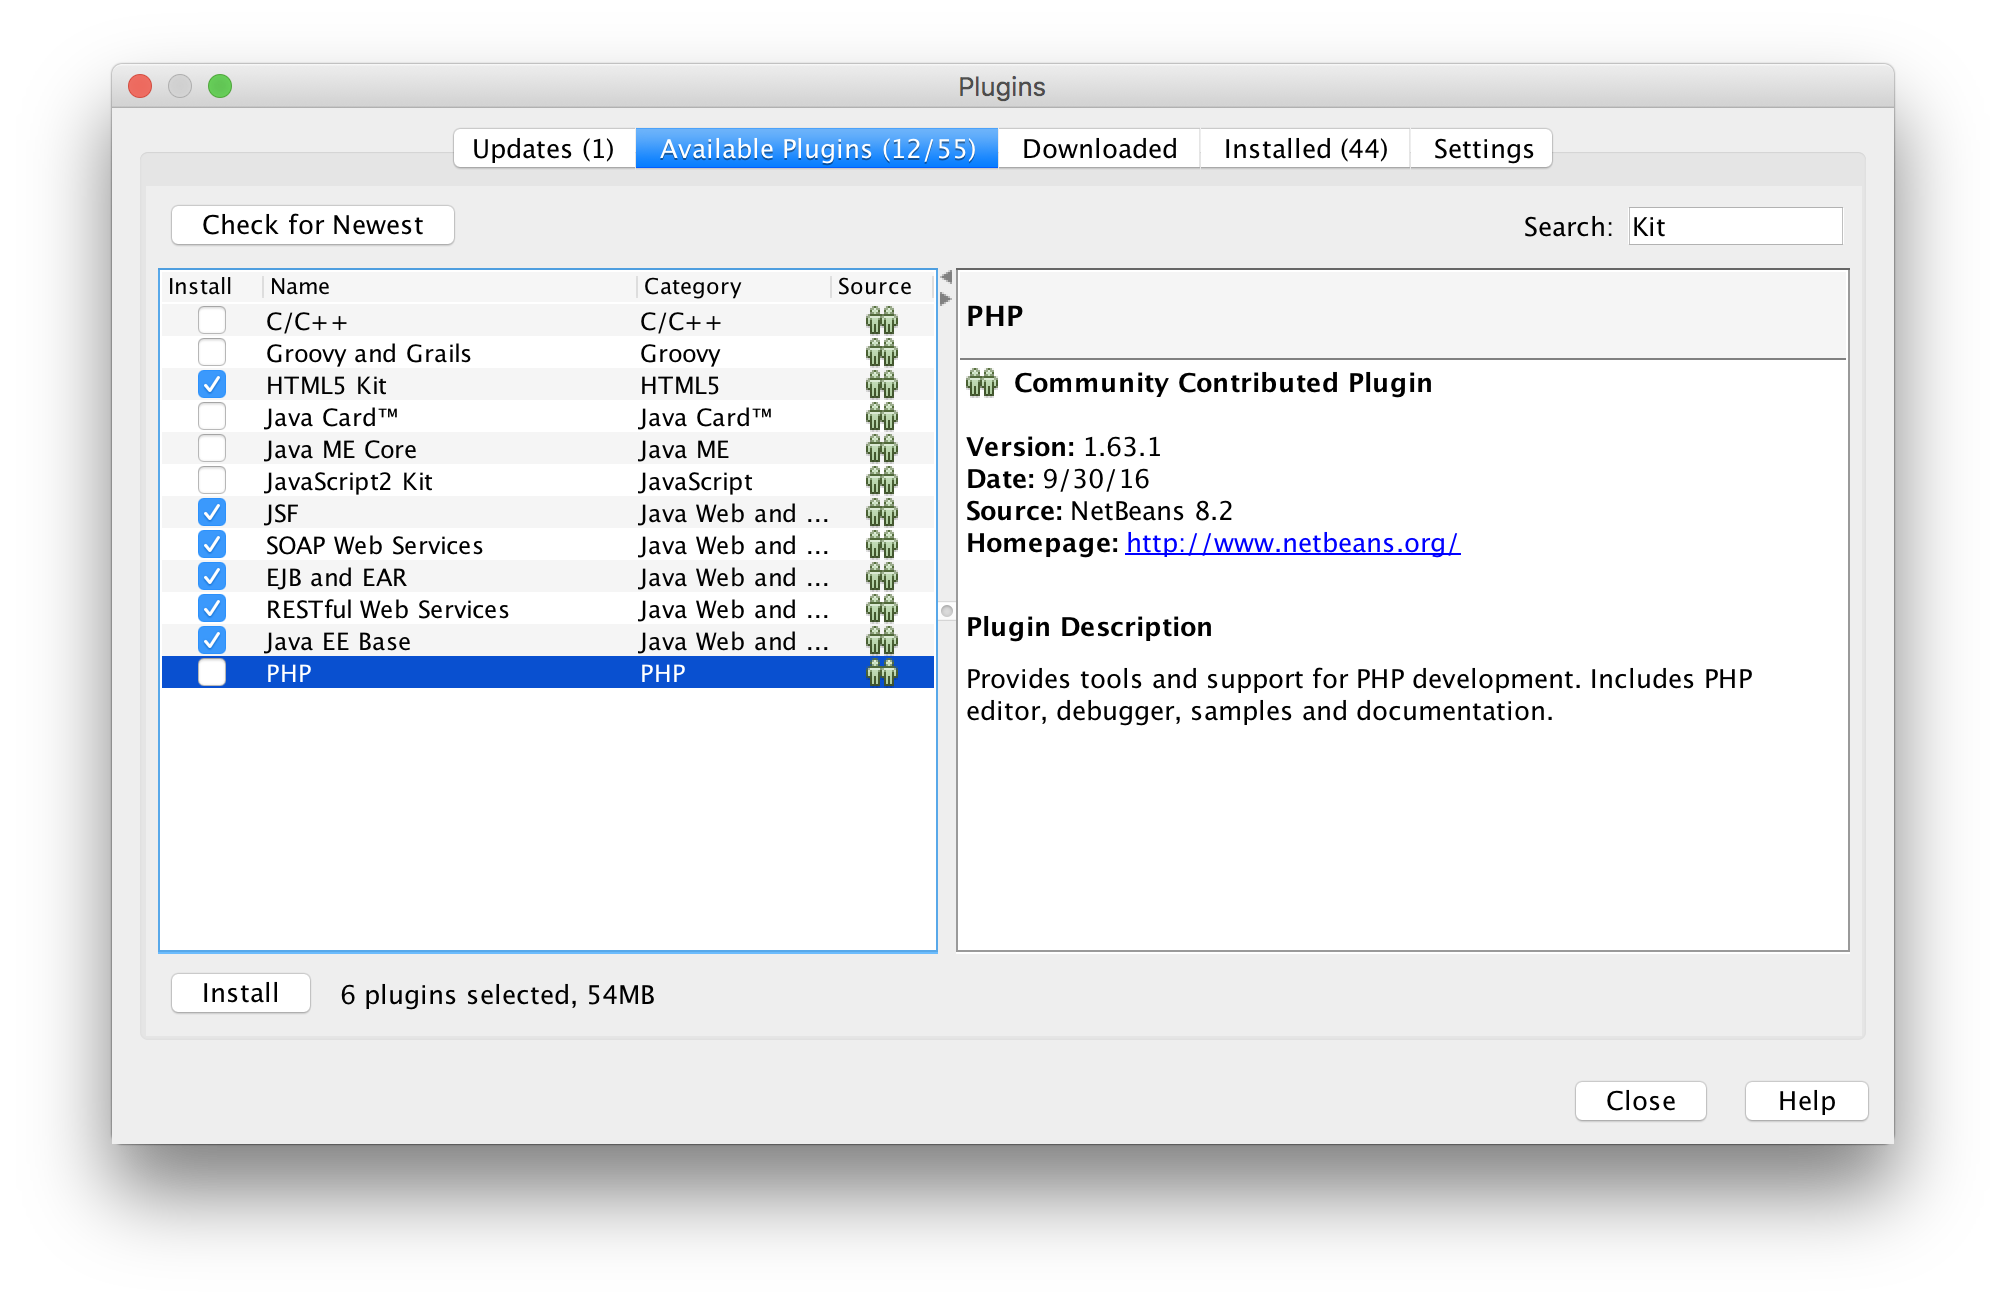 Plugins
Updates (1) Available Plugins (12/55) Downloaded Installed (44) Settings
Check for Newest Search: Kit
Install Name Category Source
C/C++ C/C++
Groovy and Grails Groovy
HTML5 Kit HTML5
Java Card™ Java Card™
Java ME Core Java ME
JavaScript2 Kit JavaScript
JSF Java Web and ...
SOAP Web Services Java Web and ...
EJB and EAR Java Web and ...
RESTful Web Services Java Web and ...
Java EE Base Java Web and ...
PHP PHP
PHP
Community Contributed Plugin
Version: 1.63.1
Date: 9/30/16
Source: NetBeans 8.2
Homepage: http://www.netbeans.org/
Plugin Description
Provides tools and support for PHP development. Includes PHP
editor, debugger, samples and documentation.
Install 6 plugins selected, 54MB
Close Help